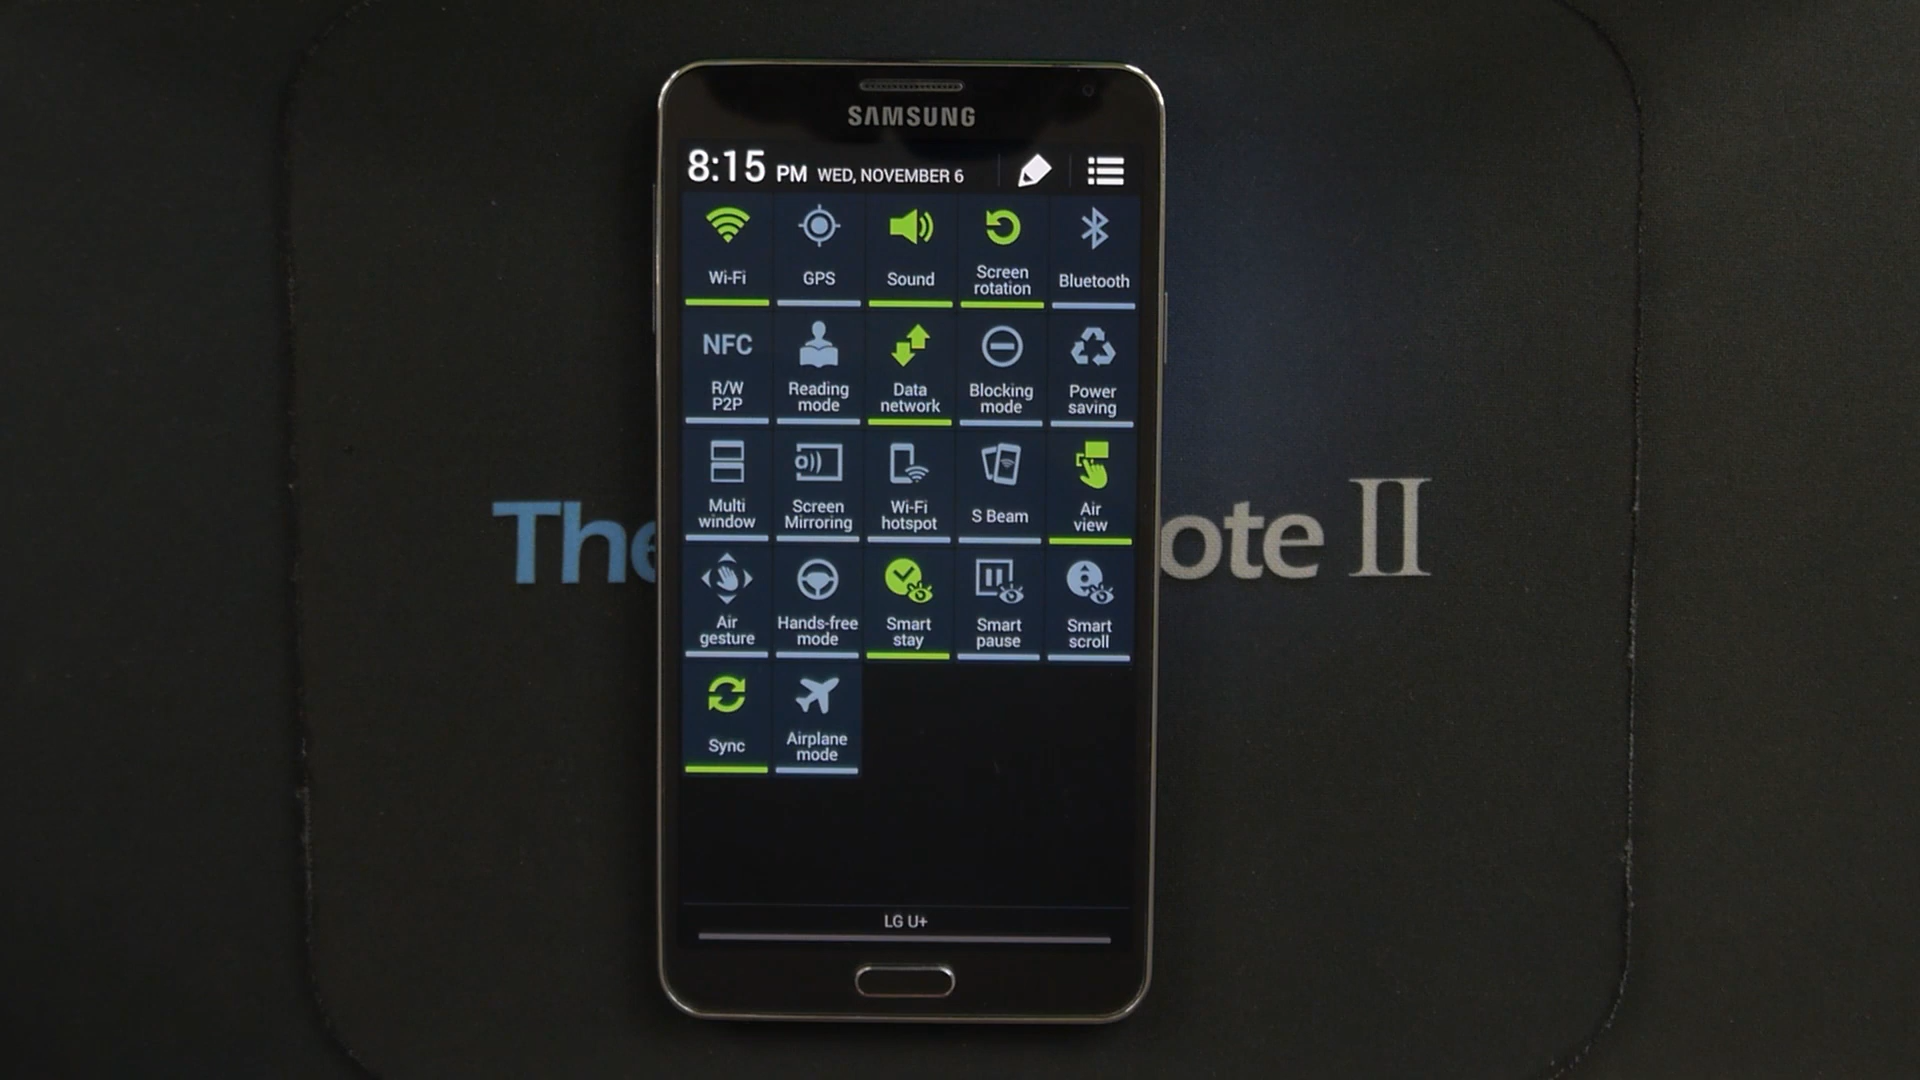 SAMSUNG
8:15 PM WED, NOVEMBER 6
Wi-Fi
GPS
Sound
Screen
rotation
Bluetooth
NFC
R/W
P2P
Reading
mode
Data
network
Blocking
mode
Power
saving
Multi
window
Screen
Mirroring
Wi-Fi
hotspot
S Beam
Air
view
The
ote II
Air
gesture
Hands-free
mode
Smart
stay
Smart
pause
Smart
scroll
Sync
Airplane
mode
LG U+